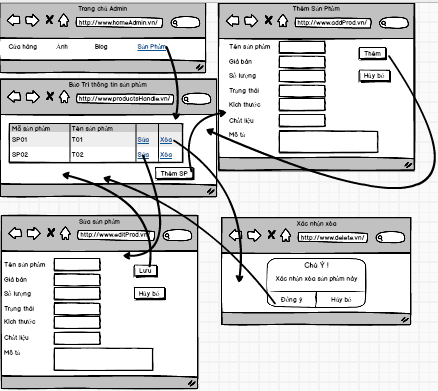 Trang chủ Admin
http://www.homeAdmin.vn/
Cửa hàng Ảnh Blog Sản Phẩm
Thêm Sản Phẩm
http://www.addProd.vn/
Tên sản phẩm
Giá bán
Số lượng
Trạng thái
Kích thước
Chất liệu
Mô tả
Thêm
Hủy bỏ
Bảo Trì thông tin sản phẩm
http://www.productsHandle.vn/
Mã sản phẩm Tên sản phẩm
SP01 T01 Sửa Xóa
SP02 T02 Sửa Xóa
Thêm SP
Sửa sản phẩm
http://www.editProd.vn/
Tên sản phẩm
Giá bán
Số lượng
Trạng thái
Kích thước
Chất liệu
Mô tả
Lưu
Hủy bỏ
Xác nhận xóa
http://www.delete.vn/
Chú Ý !
Xác nhận xóa sản phẩm này
Đồng ý Hủy bỏ